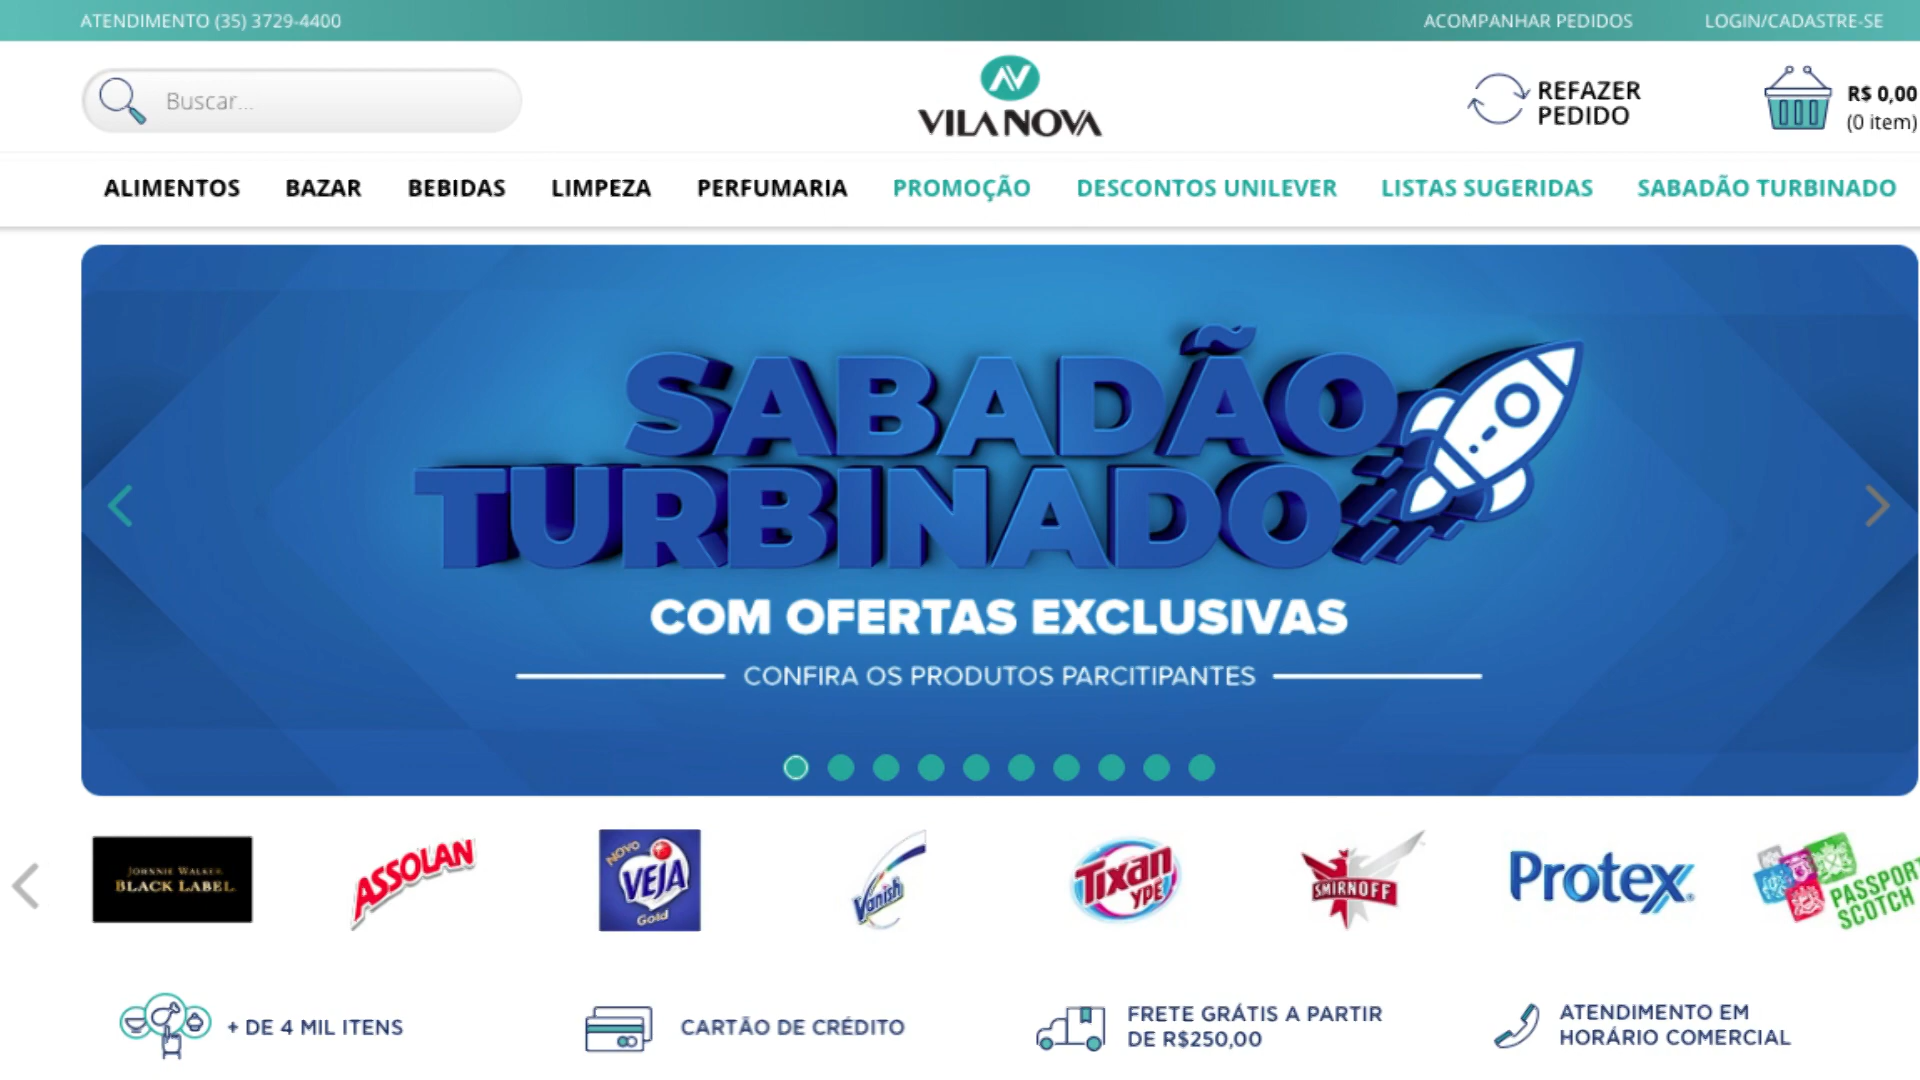 ATENDIMENTO (35) 3729-4400
ACOMPANHAR PEDIDOS
LOGIN/CADASTRE-SE
Buscar...
VILA NOVA
REFAZER
PEDIDO
R$ 0,00
(0 item)
ALIMENTOS BAZAR BEBIDAS LIMPEZA PERFUMARIA PROMOÇÃO DESCONTOS UNILEVER LISTAS SUGERIDAS SABADÃO TURBINADO
SABADÃO
TURBINADO
COM OFERTAS EXCLUSIVAS
CONFIRA OS PRODUTOS PARCITIPANTES
JOHNNIE WALKER
BLACK LABEL
ASSOLAN
NOVO
VEJA
Gold
Vanish
Tixan
YPÊ
SMIRNOFF
Protex
PASSPORT
SCOTCH
+ DE 4 MIL ITENS
CARTÃO DE CRÉDITO
FRETE GRÁTIS A PARTIR
DE R$250,00
ATENDIMENTO EM
HORÁRIO COMERCIAL